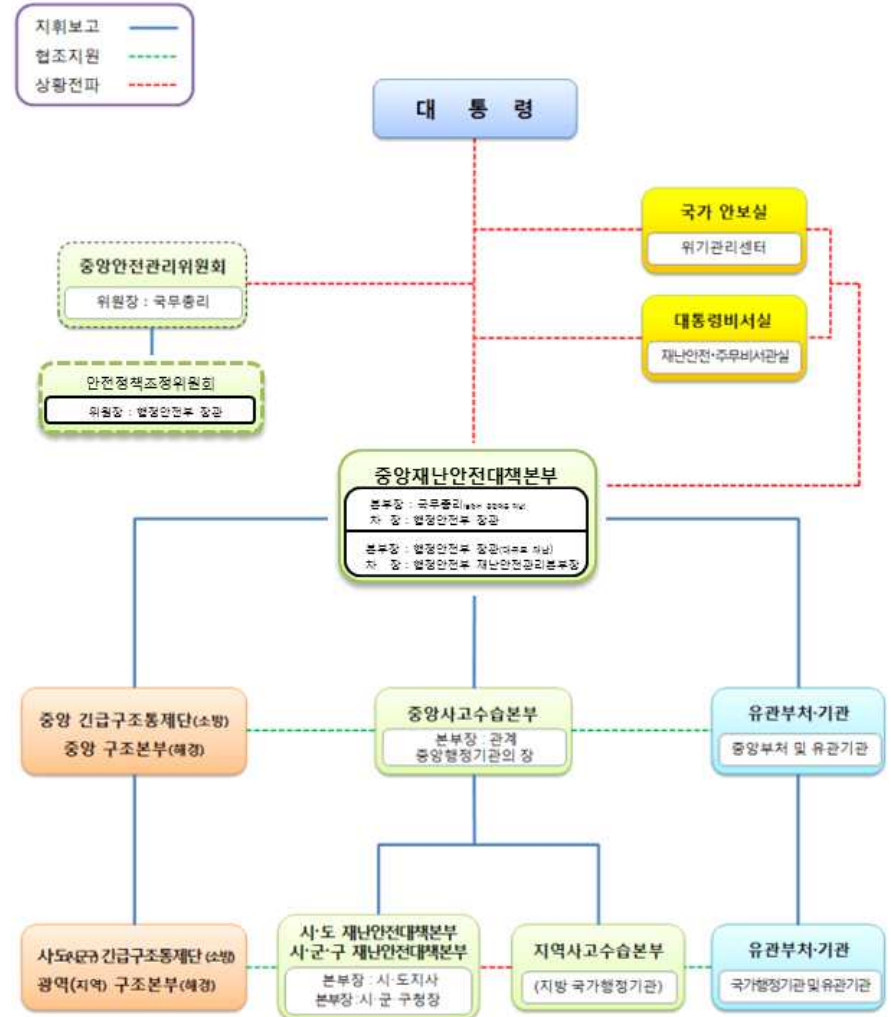 지휘보고
협조지원
상황전파
대 통 령
국가 안보실
위기관리센터
중앙안전관리위원회
위원장 : 국무총리
대통령비서실
재난안전·주무비서관실
안전정책조정위원회
위원장 : 행정안전부 장관
중앙재난안전대책본부
본부장 : 국무총리
차 장 : 행정안전부 장관
본부장 : 행정안전부 장관(대규모 재난)
차 장 : 행정안전부 재난안전관리본부장
중앙 긴급구조통제단(소방)
중앙 구조본부(해경)
중앙사고수습본부
본부장 : 관계
중앙행정기관의 장
유관부처·기관
중앙부처 및 유관기관
시·도 재난안전대책본부
시·군·구 재난안전대책본부
본부장 : 시·도지사
본부장 :시·군 구청장
긴급구조통제단 (소방)
광역(지역) 구조본부(해경)
지역사고수습본부
(지방 국가행정기관)
유관부처·기관
국가행정기관 및 유관기관